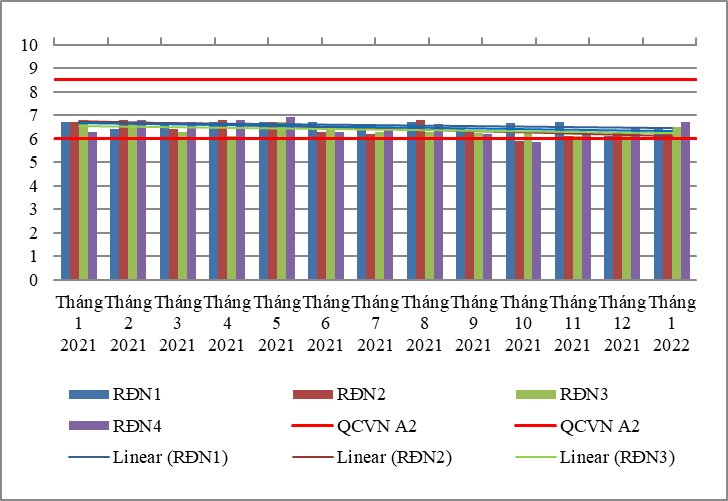 10
9
8
7
6
5
4
3
2
1
0
Tháng Tháng Tháng Tháng Tháng Tháng Tháng Tháng Tháng Tháng Tháng Tháng Tháng
1 2 3 4 5 6 7 8 9 10 11 12 1
2021 2021 2021 2021 2021 2021 2021 2021 2021 2021 2021 2021 2022
RĐN1 RĐN2 RĐN3
RĐN4 QCVN A2 QCVN A2
Linear (RĐN1) Linear (RĐN2) Linear (RĐN3)